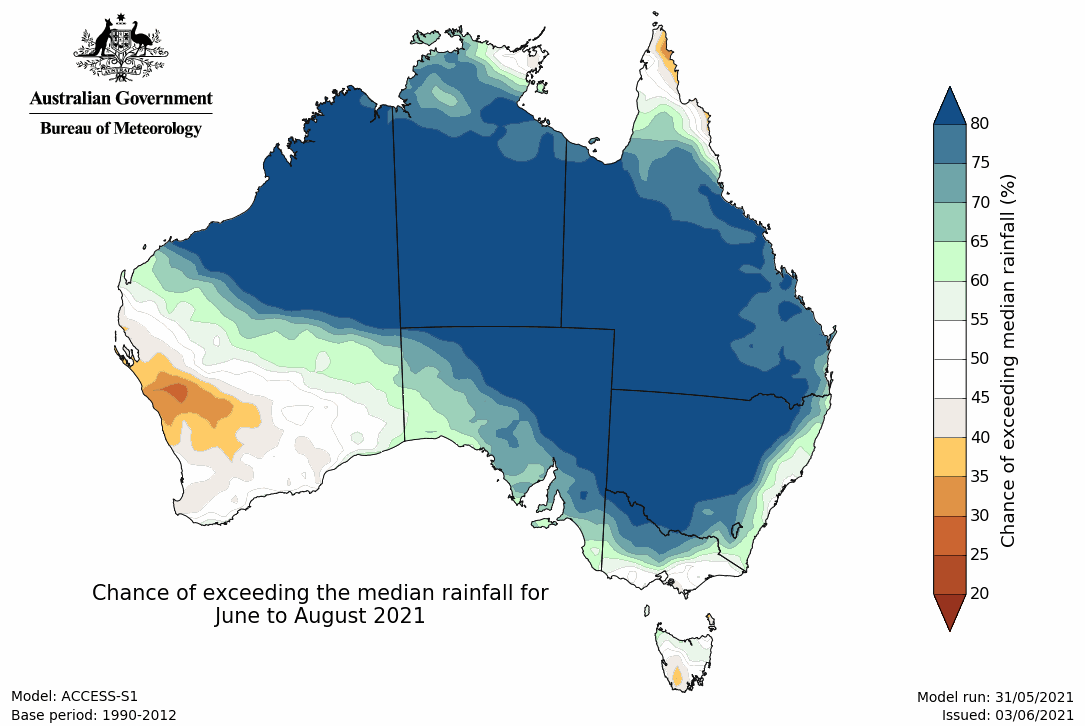 Australian Government
Bureau of Meteorology
80
75
70
65
60
55
50
45
40
35
30
25
20
Chance of exceeding median rainfall (%)
Chance of exceeding the median rainfall for
June to August 2021
Model: ACCESS-S1
Base period: 1990-2012
Model run: 31/05/2021
Issued: 03/06/2021